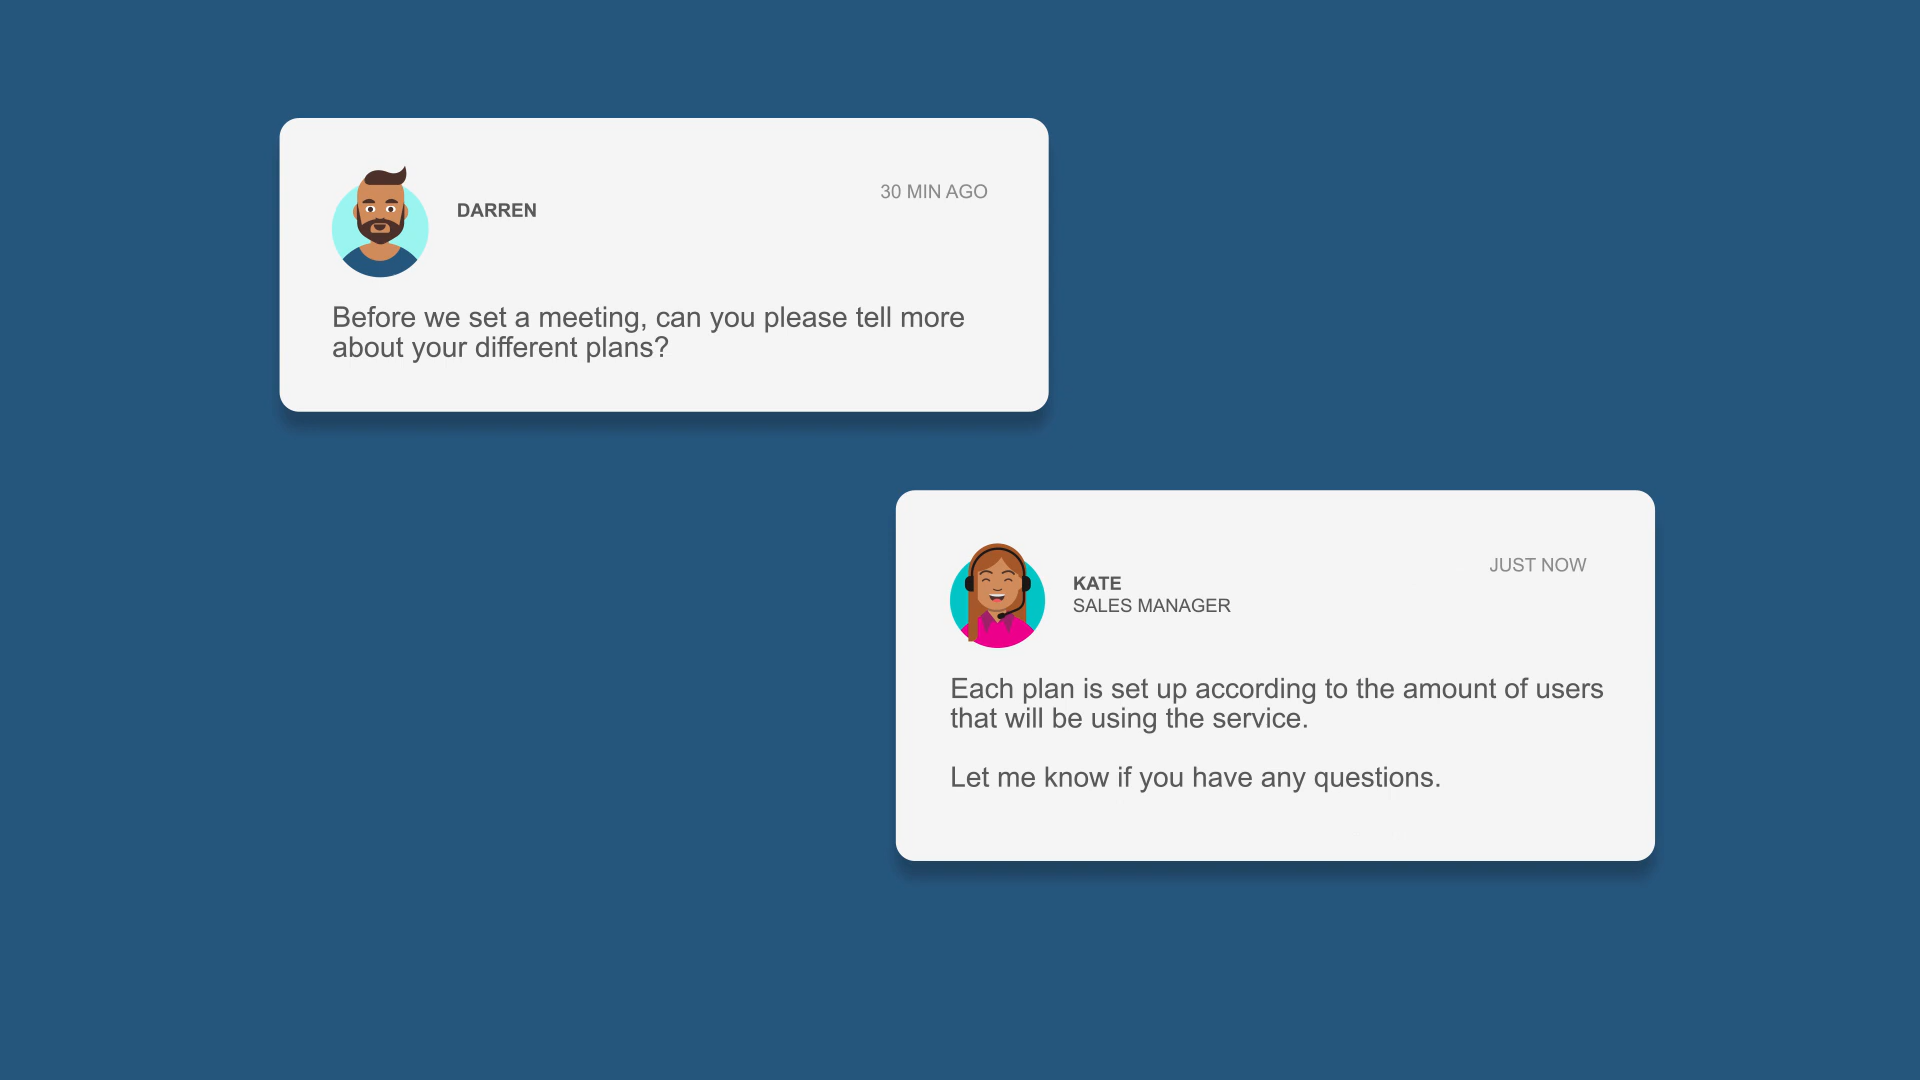 DARREN
30 MIN AGO
Before we set a meeting, can you please tell more
about your different plans?
KATE
SALES MANAGER
JUST NOW
Each plan is set up according to the amount of users
that will be using the service.
Let me know if you have any questions.